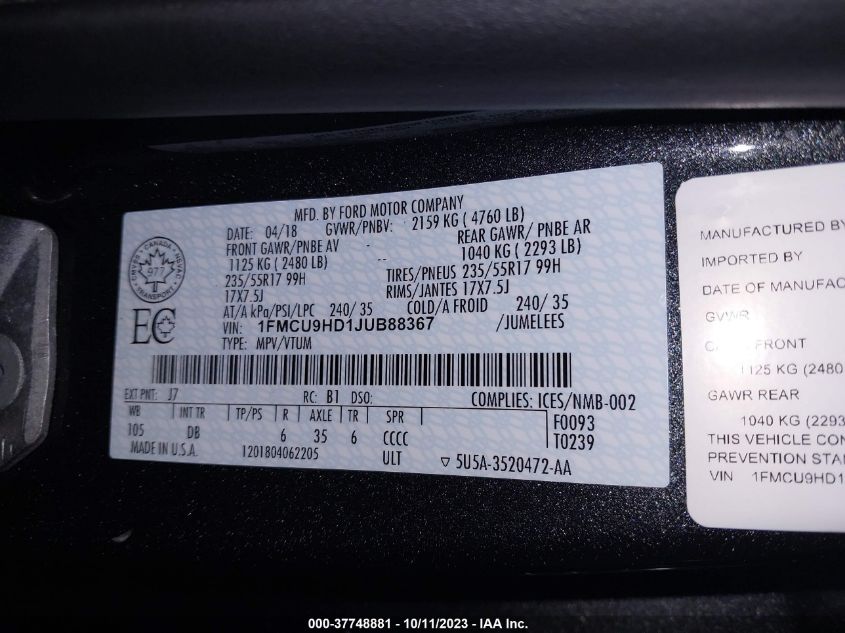 MFD. BY FORD MOTOR COMPANY
DATE: 04/18 GVWR/PNBV: 2159 KG ( 4760 LB)
FRONT GAWR/PNBE AV - REAR GAWR/ PNBE AR
1125 KG ( 2480 LB) -- 1040 KG ( 2293 LB)
235/55R17 99H TIRES/PNEUS 235/55R17 99H
17X7.5J RIMS/JANTES 17X7.5J
AT/A kPa/PSI/LPC 240/ 35 COLD/A FROID 240/ 35
VIN: 1FMCU9HD1JUB88367 /JUMELEES
TYPE: MPV/VTUM
CANADA
977
TRANSPORT
EC
EXT PNT: J7 RC: B1 DSO: COMPLIES: ICES/NMB-002
WB INT TR TP/PS R AXLE TR SPR F0093
105 DB 6 35 6 CCCC T0239
MADE IN U.S.A. 1201804062205 ULT ▽ 5U5A-3520472-AA
MANUFACTURED BY
IMPORTED BY
DATE OF MANUFAC
GVWR
FRONT
1125 KG (2480
GAWR REAR
1040 KG (2293
THIS VEHICLE CON
PREVENTION STAN
VIN 1FMCU9HD1
000-37748881 - 10/11/2023 - IAA Inc.